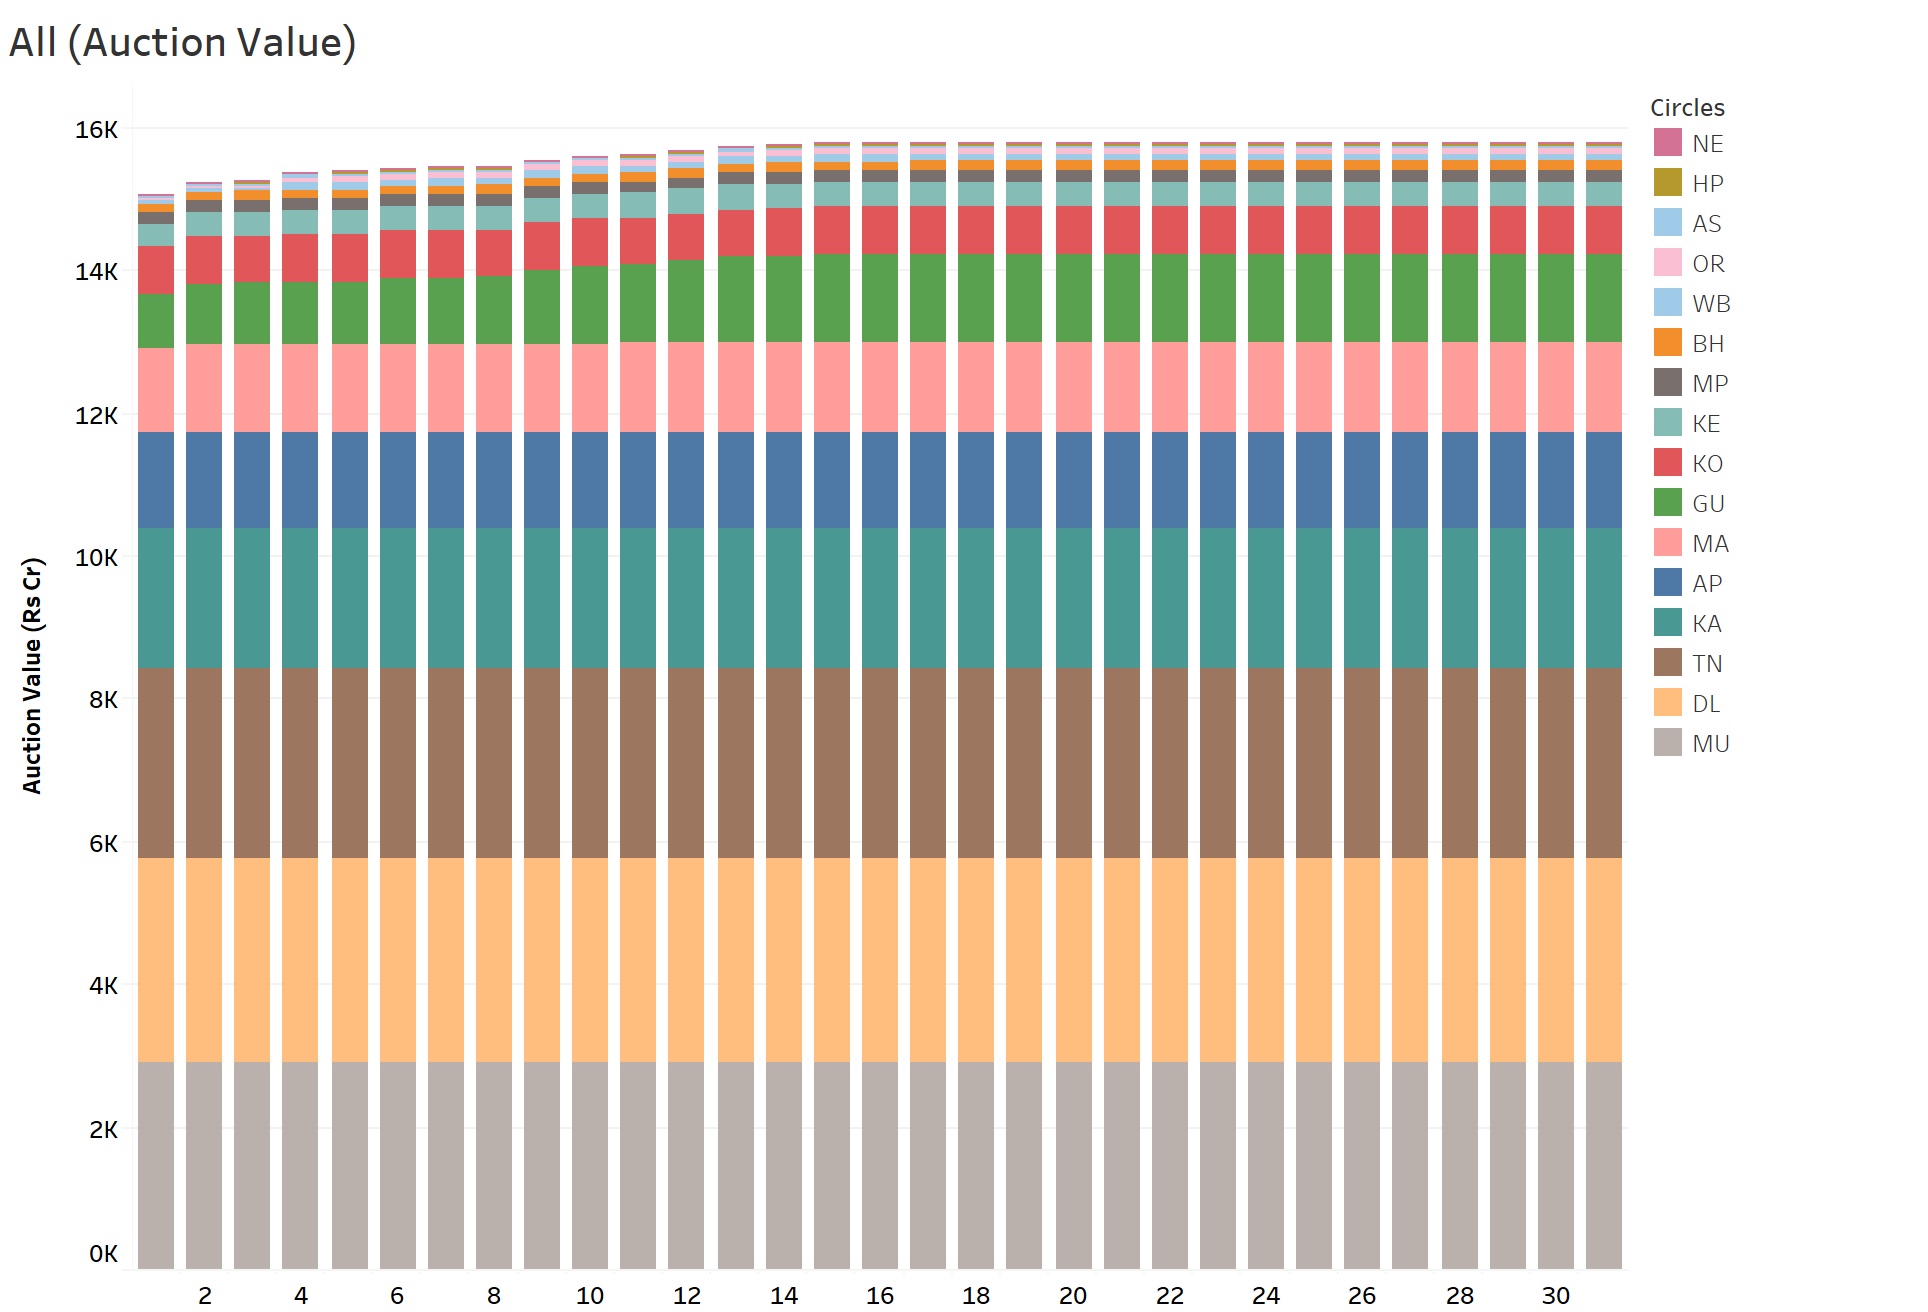 All (Auction Value)
Auction Value (Rs Cr)
16K
14K
12K
10K
8K
6K
4K
2K
0K
2 4 6 8 10 12 14 16 18 20 22 24 26 28 30
Circles
NE
HP
AS
OR
WB
BH
MP
KE
KO
GU
MA
AP
KA
TN
DL
MU